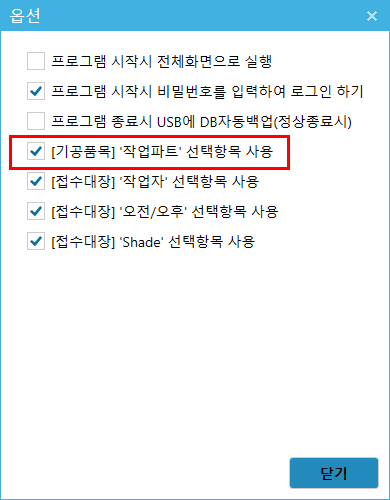 옵션
프로그램 시작시 전체화면으로 실행
프로그램 시작시 비밀번호를 입력하여 로그인 하기
프로그램 종료시 USB에 DB자동백업(정상종료시)
[기공품목] '작업파트' 선택항목 사용
[접수대장] '작업자' 선택항목 사용
[접수대장] '오전/오후' 선택항목 사용
[접수대장] 'Shade' 선택항목 사용
닫기